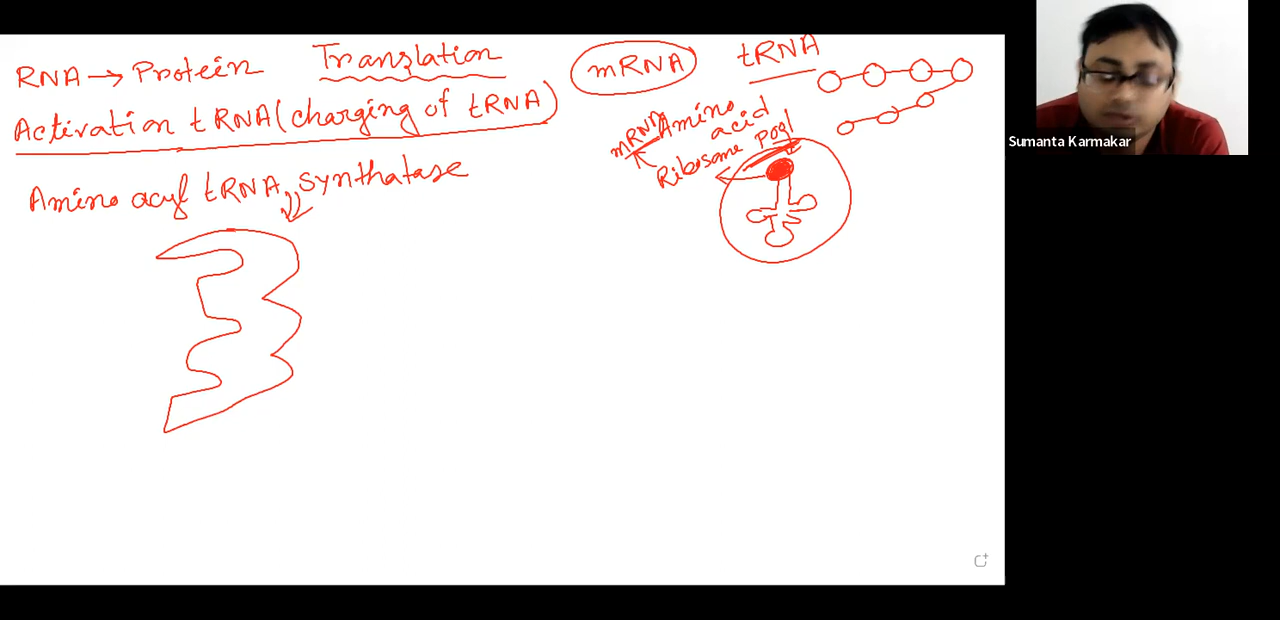 RNA → Protein
Translation
mRNA
tRNA
Activation tRNA (charging of tRNA)
Amino acyl tRNA synthatase
mRNA
Amino
acid
Pool
Ribosome
Sumanta Karmakar